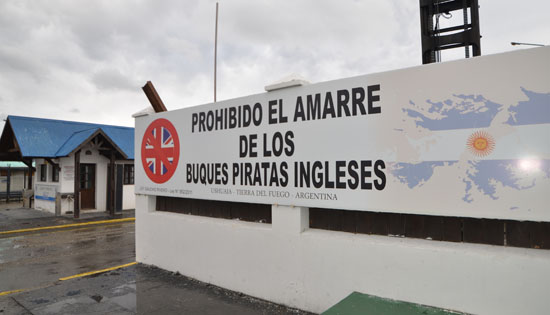 PROHIBIDO EL AMARRE
DE LOS
BUQUES PIRATAS INGLESES
USHUAIA - TIERRA DEL FUEGO - ARGENTINA